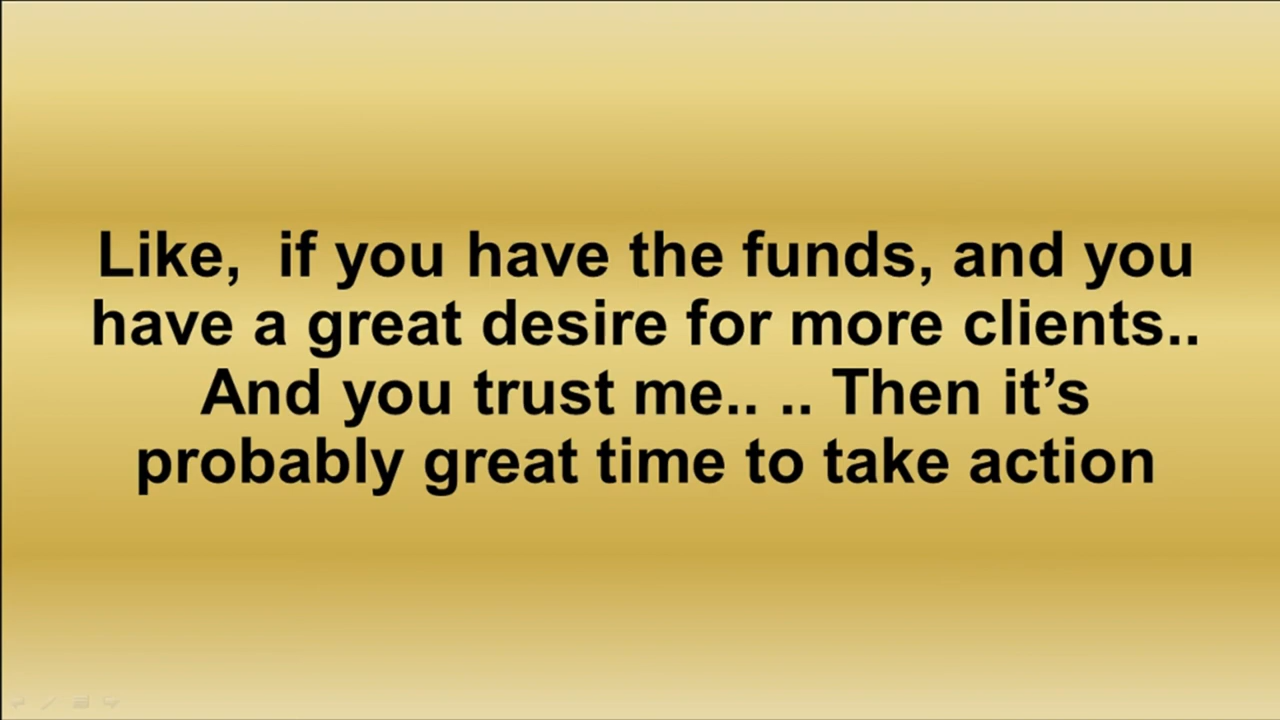 Like,  if you have the funds, and you
have a great desire for more clients..
And you trust me.. .. Then it’s
probably great time to take action